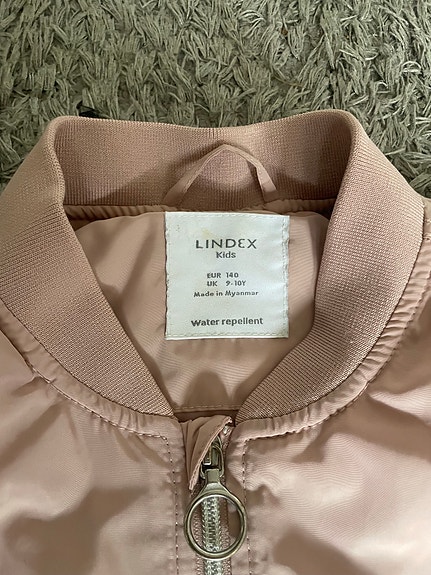 LINDEX
Kids
EUR 140
UK 9-10Y
Made in Myanmar
Water repellent